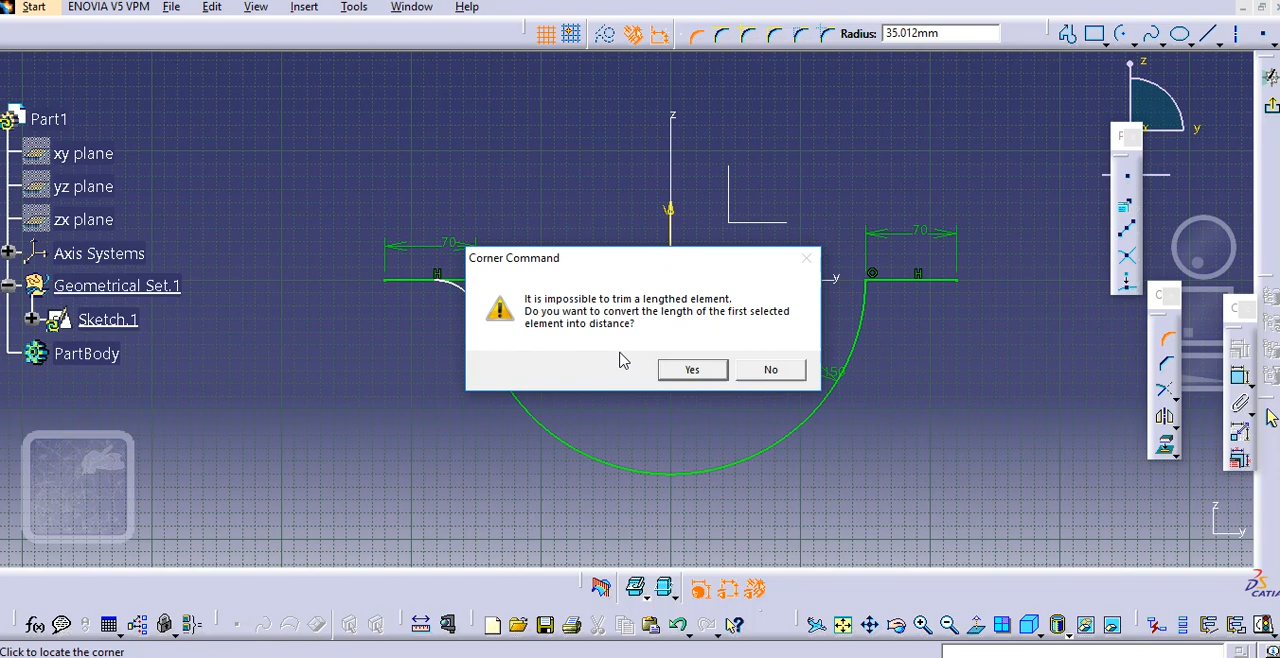 Start ENOVIA V5 VPM File Edit View Insert Tools Window Help
Radius: 35.012mm
z
y
Part1
xy plane
yz plane
zx plane
Axis Systems
Geometrical Set.1
Sketch.1
PartBody
z
70
70
H
H
y
150
Corner Command
It is impossible to trim a lengthed element.
Do you want to convert the length of the first selected
element into distance?
Yes No
z
y
CATIA
f(x)
Click to locate the corner